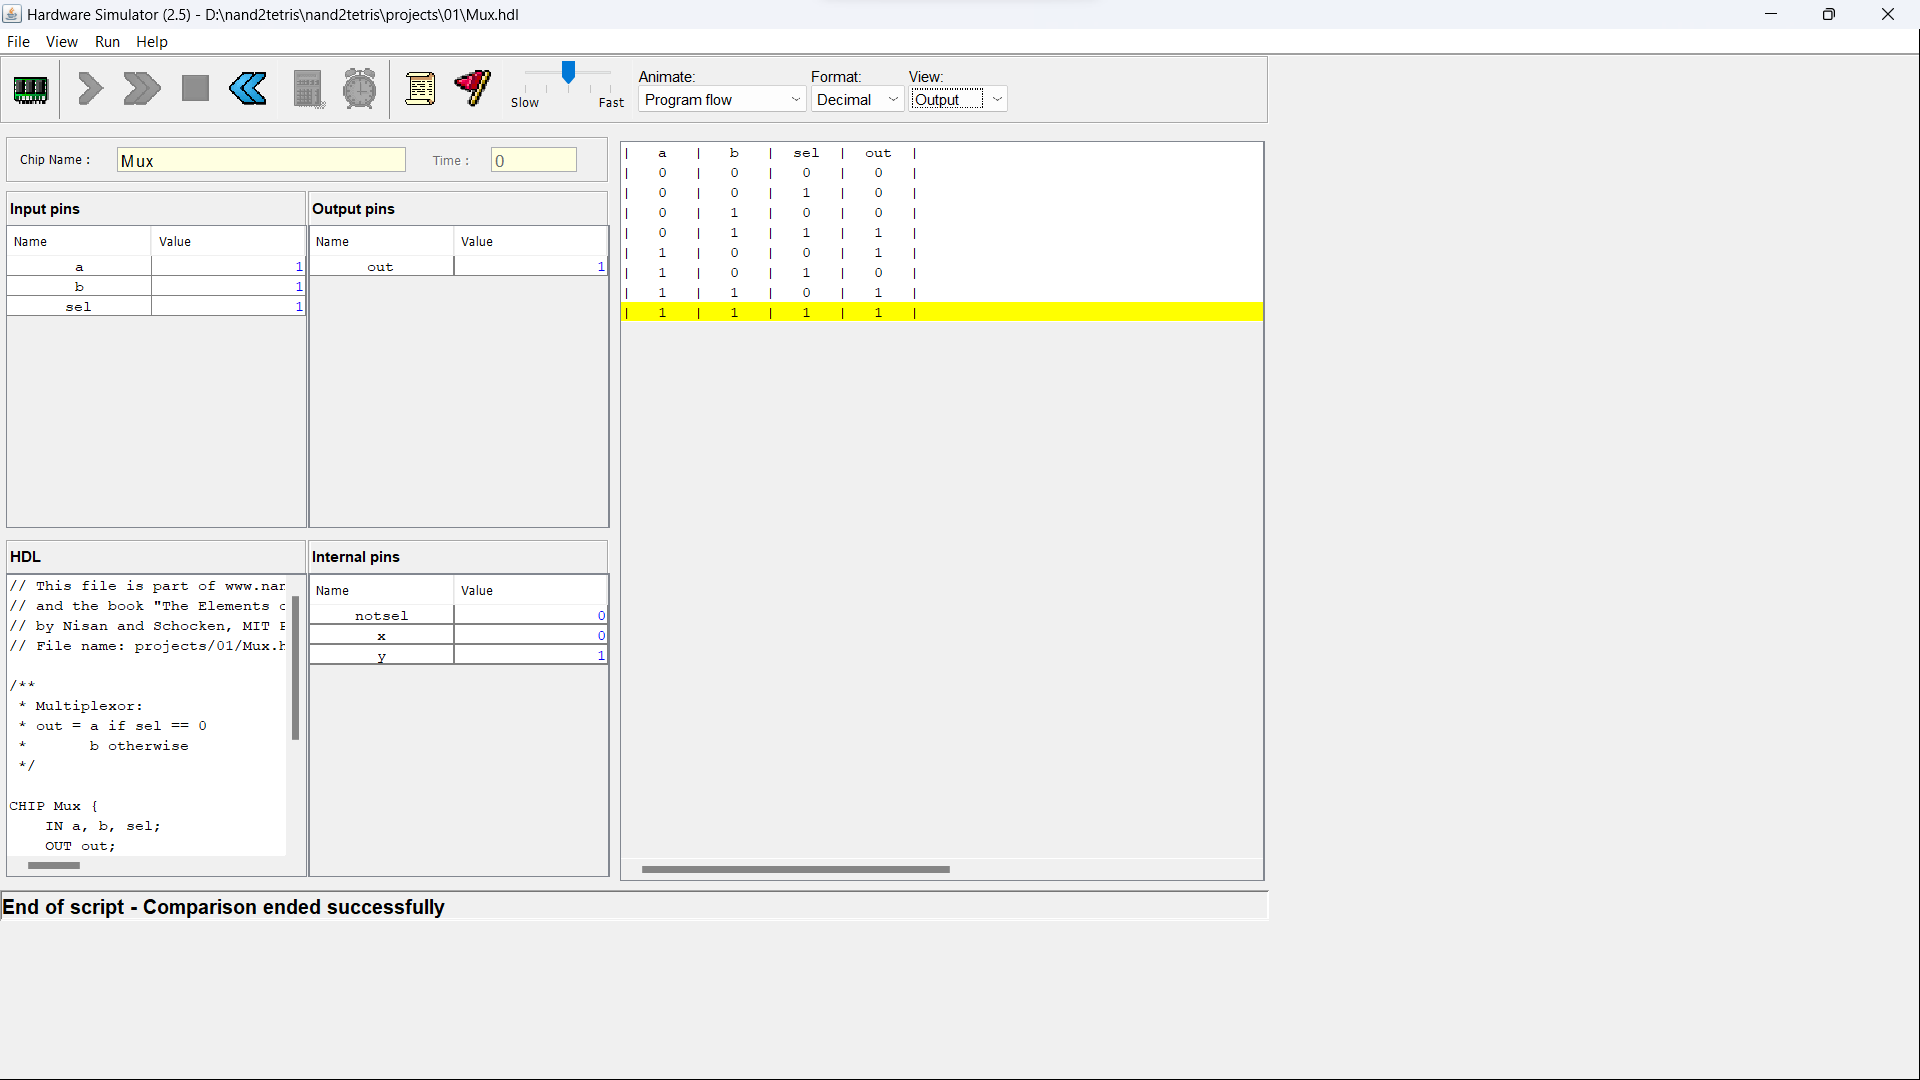 Hardware Simulator (2.5) - D:\nand2tetris\nand2tetris\projects\01\Mux.hdl
File View Run Help
Animate: Format: View:
Slow Fast Program flow Decimal Output
Chip Name : Mux Time : 0
Input pins
Name Value
a 1
b 1
sel 1
Output pins
Name Value
out 1
HDL
// This file is part of www.nan
// and the book "The Elements o
// by Nisan and Schocken, MIT P
// File name: projects/01/Mux.h
/**
* Multiplexor:
* out = a if sel == 0
* b otherwise
*/
CHIP Mux {
IN a, b, sel;
OUT out;
Internal pins
Name Value
notsel 0
x 0
y 1
| a | b | sel | out |
| 0 | 0 | 0 | 0 |
| 0 | 0 | 1 | 0 |
| 0 | 1 | 0 | 0 |
| 0 | 1 | 1 | 1 |
| 1 | 0 | 0 | 1 |
| 1 | 0 | 1 | 0 |
| 1 | 1 | 0 | 1 |
| 1 | 1 | 1 | 1 |
End of script - Comparison ended successfully